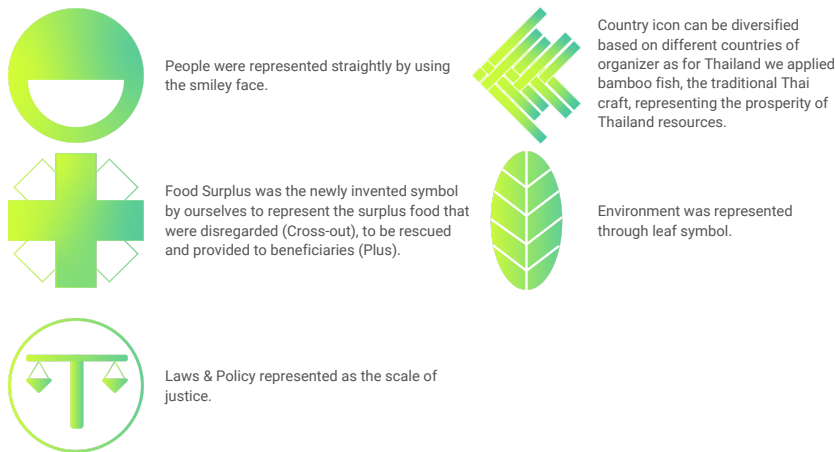 People were represented straightly by using
the smiley face.
Country icon can be diversified
based on different countries of
organizer as for Thailand we applied
bamboo fish, the traditional Thai
craft, representing the prosperity of
Thailand resources.
Food Surplus was the newly invented symbol
by ourselves to represent the surplus food that
were disregarded (Cross-out), to be rescued
and provided to beneficiaries (Plus).
Environment was represented
through leaf symbol.
Laws & Policy represented as the scale of
justice.